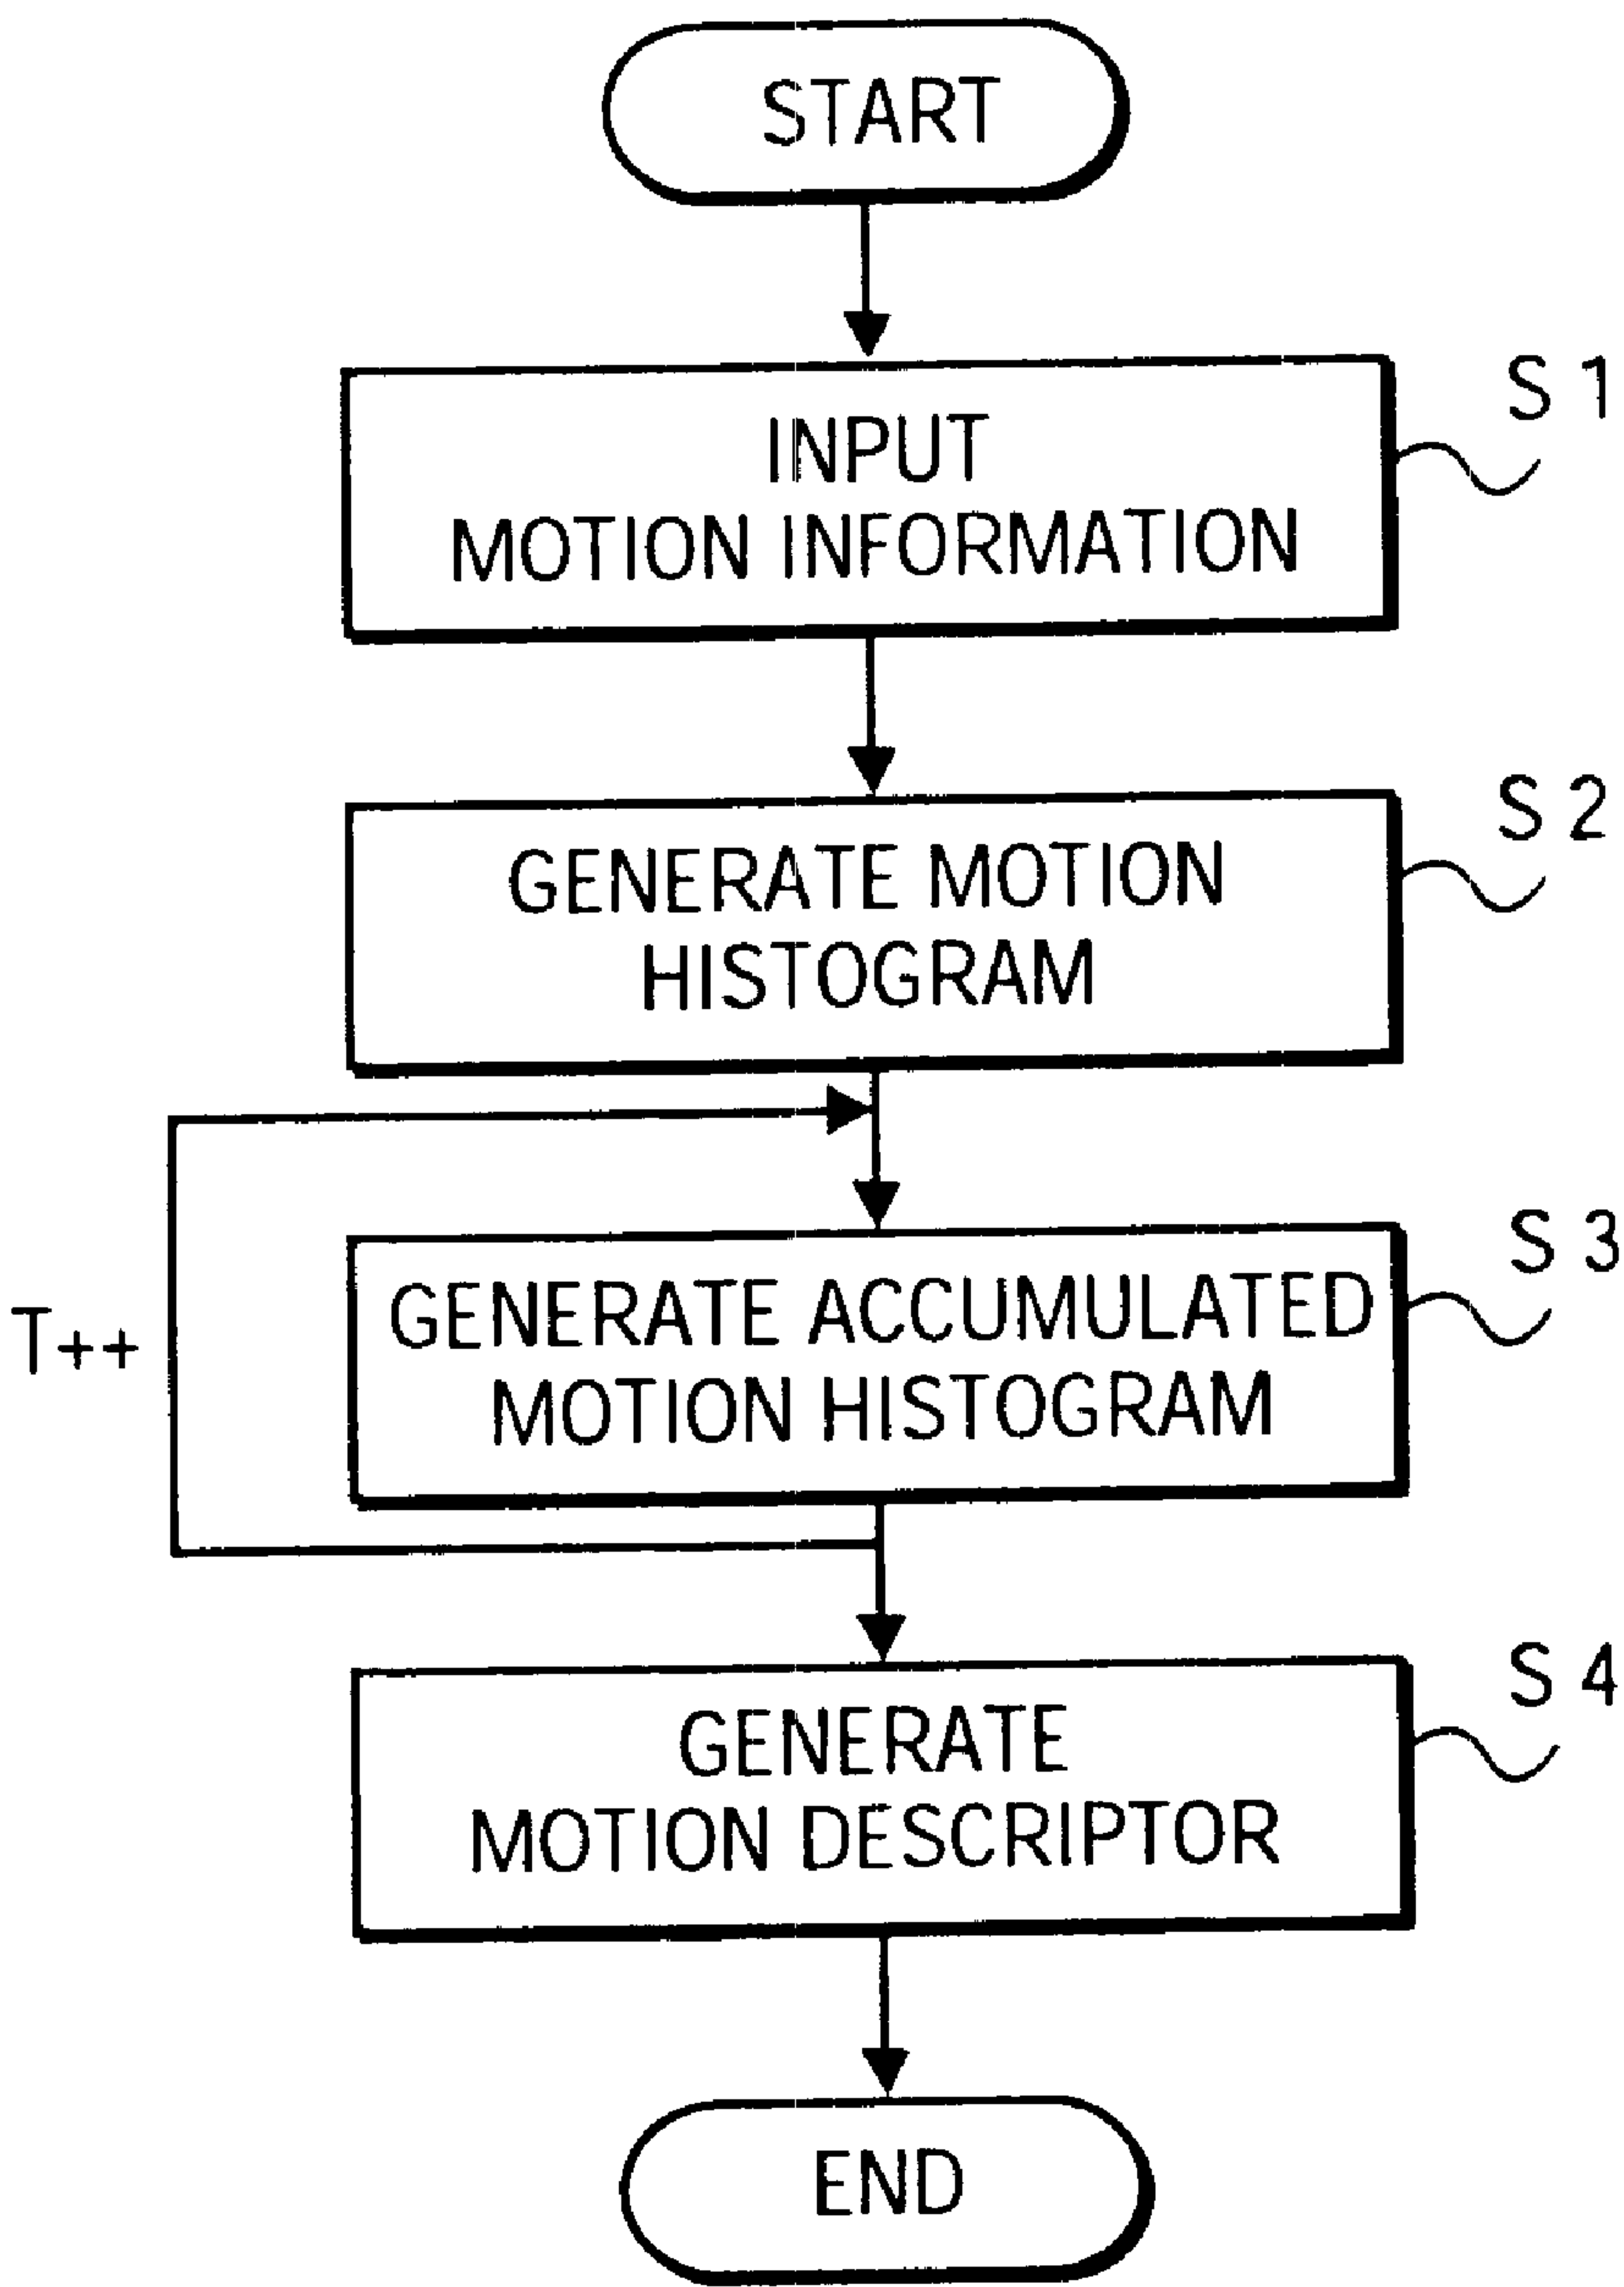 START
S 1
INPUT
MOTION INFORMATION
S 2
GENERATE MOTION
HISTOGRAM
S 3
GENERATE ACCUMULATED
MOTION HISTOGRAM
T++
S 4
GENERATE
MOTION DESCRIPTOR
END